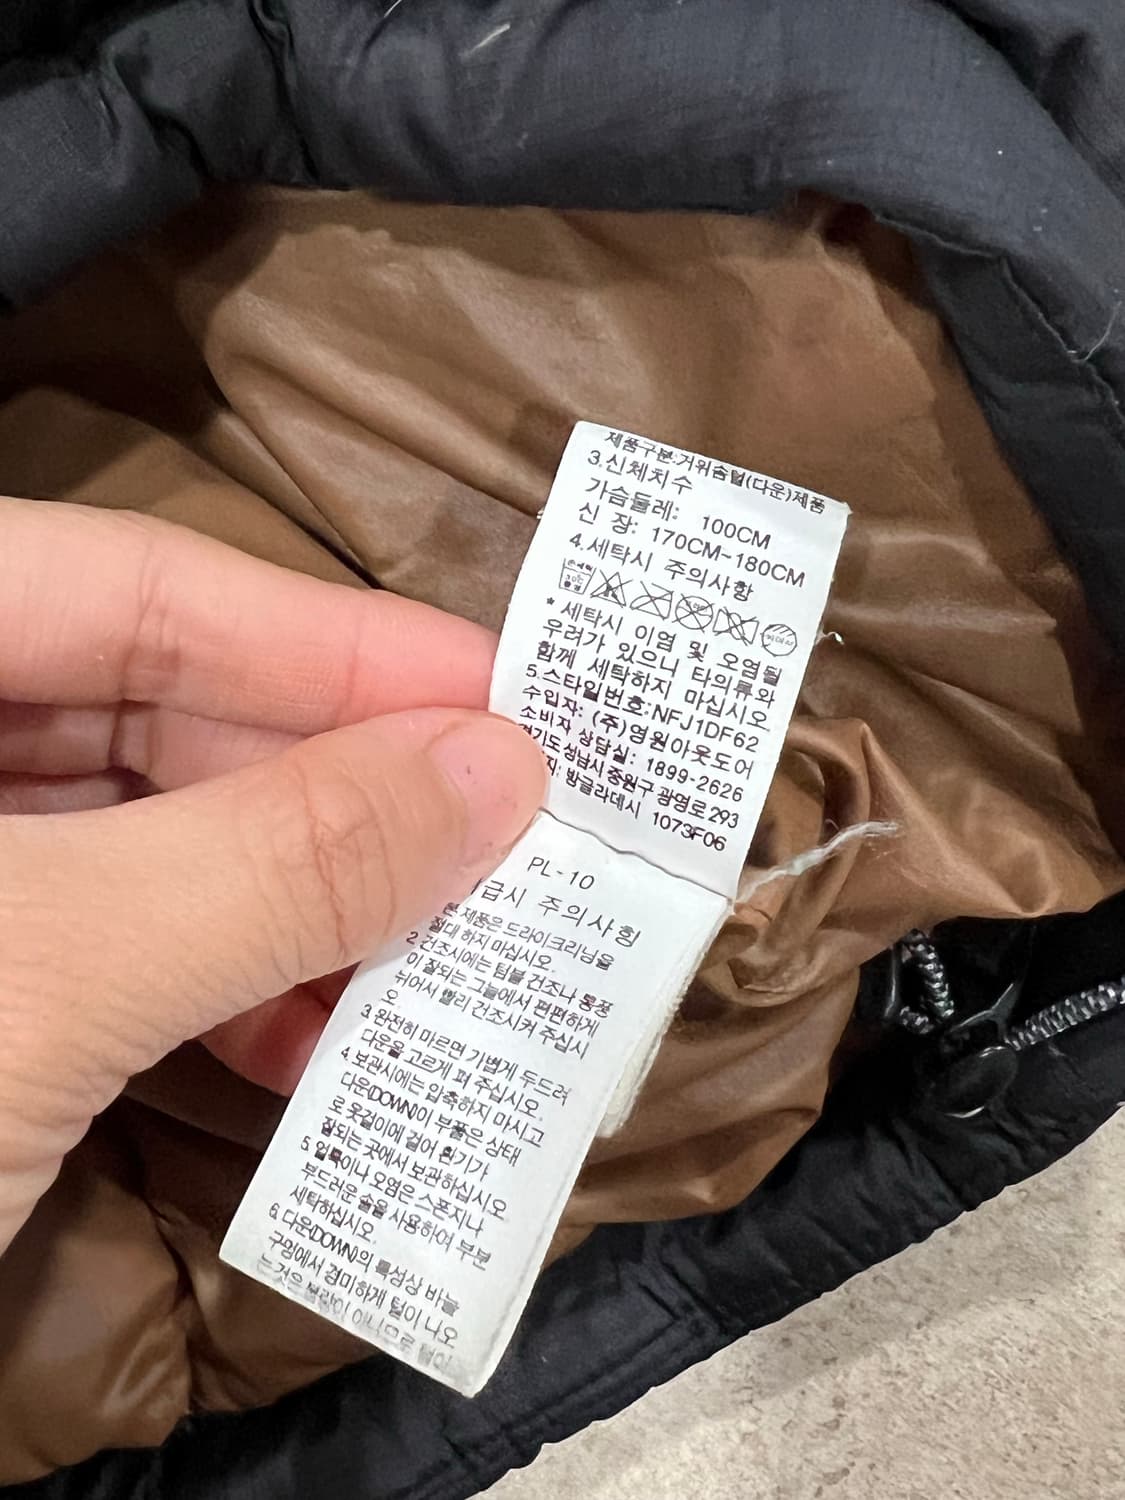 제품구분:거위솜털(다운)제품
3.신체치수
가슴둘레: 100CM
신 장: 170CM-180CM
4.세탁시 주의사항
* 세탁시 이염 및 오염될
우려가 있으니 타의류와
함께 세탁하지 마십시오
5.스타일번호:NFJ1DF62
수입자: (주)영원아웃도어
소비자 상담실: 1899-2626
경기도성남시 중원구 광명로293
방글라데시 1073F06
PL-10
급시 주의사항
본 제품은 드라이크리닝을
절대 하지 마십시오.
2 건조시에는 텀블 건조나 통풍
이 잘되는 그늘에서 편편하게
뉘어서 빨리 건조시켜 주십시
오
3.완전히 마르면 기볍게 두드려
다운을 고르게 펴 주십시오
4.보관시에는 압축하지 마시고
다운(DOWN)이 부풀은 상태
로 옷걸이에 걸어 환기가
잘되는 곳에서 보관하십시오
5.얼룩이나 오염은 스폰지나
부드러운 솔을 사용하여 부분
세탁하십시오
6.다운(DOWN)의 특성상 바늘
구멍에서 경미하게 털이 나오
는것은 불량이 아니므로 털이